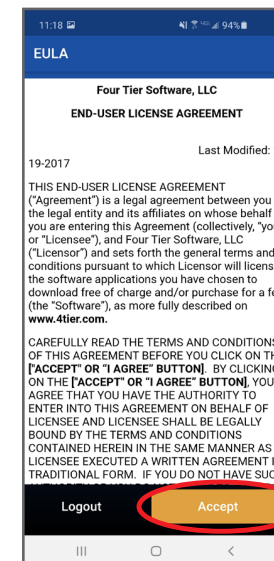 11:18 94%
EULA
Four Tier Software, LLC
END-USER LICENSE AGREEMENT
Last Modified:
19-2017
THIS END-USER LICENSE AGREEMENT
("Agreement") is a legal agreement between you
the legal entity and its affiliates on whose behalf
you are entering this Agreement (collectively, "you
or "Licensee"), and Four Tier Software, LLC
("Licensor") and sets forth the general terms and
conditions pursuant to which Licensor will licens
the software applications you have chosen to
download free of charge and/or purchase for a fe
(the "Software"), as more fully described on
www.4tier.com.
CAREFULLY READ THE TERMS AND CONDITIONS
OF THIS AGREEMENT BEFORE YOU CLICK ON TH
["ACCEPT" OR “I AGREE” BUTTON]. BY CLICKING
ON THE ["ACCEPT" OR “I AGREE” BUTTON], YOU
AGREE THAT YOU HAVE THE AUTHORITY TO
ENTER INTO THIS AGREEMENT ON BEHALF OF
LICENSEE AND LICENSEE SHALL BE LEGALLY
BOUND BY THE TERMS AND CONDITIONS
CONTAINED HEREIN IN THE SAME MANNER AS
LICENSEE EXECUTED A WRITTEN AGREEMENT I
TRADITIONAL FORM. IF YOU DO NOT HAVE SUC
Logout Accept